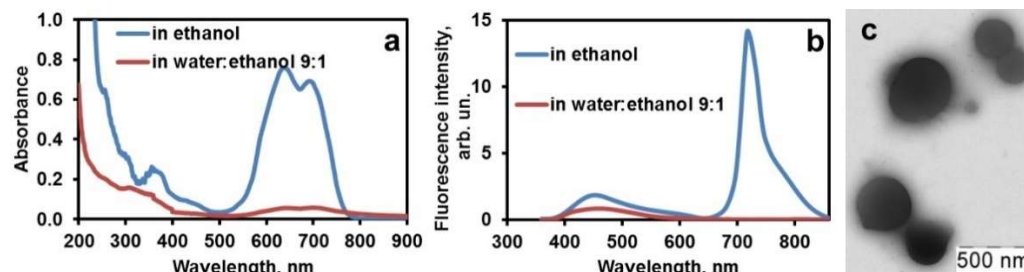 1.0
0.8
0.6
0.4
0.2
0.0
Absorbance
in ethanol
in water:ethanol 9:1
a
200 300 400 500 600 700 800 900
Wavelength, nm
15
10
5
0
Fluorescence intensity,
arb. un.
in ethanol
in water:ethanol 9:1
b
300 400 500 600 700 800
Wavelength, nm
c
500 nm